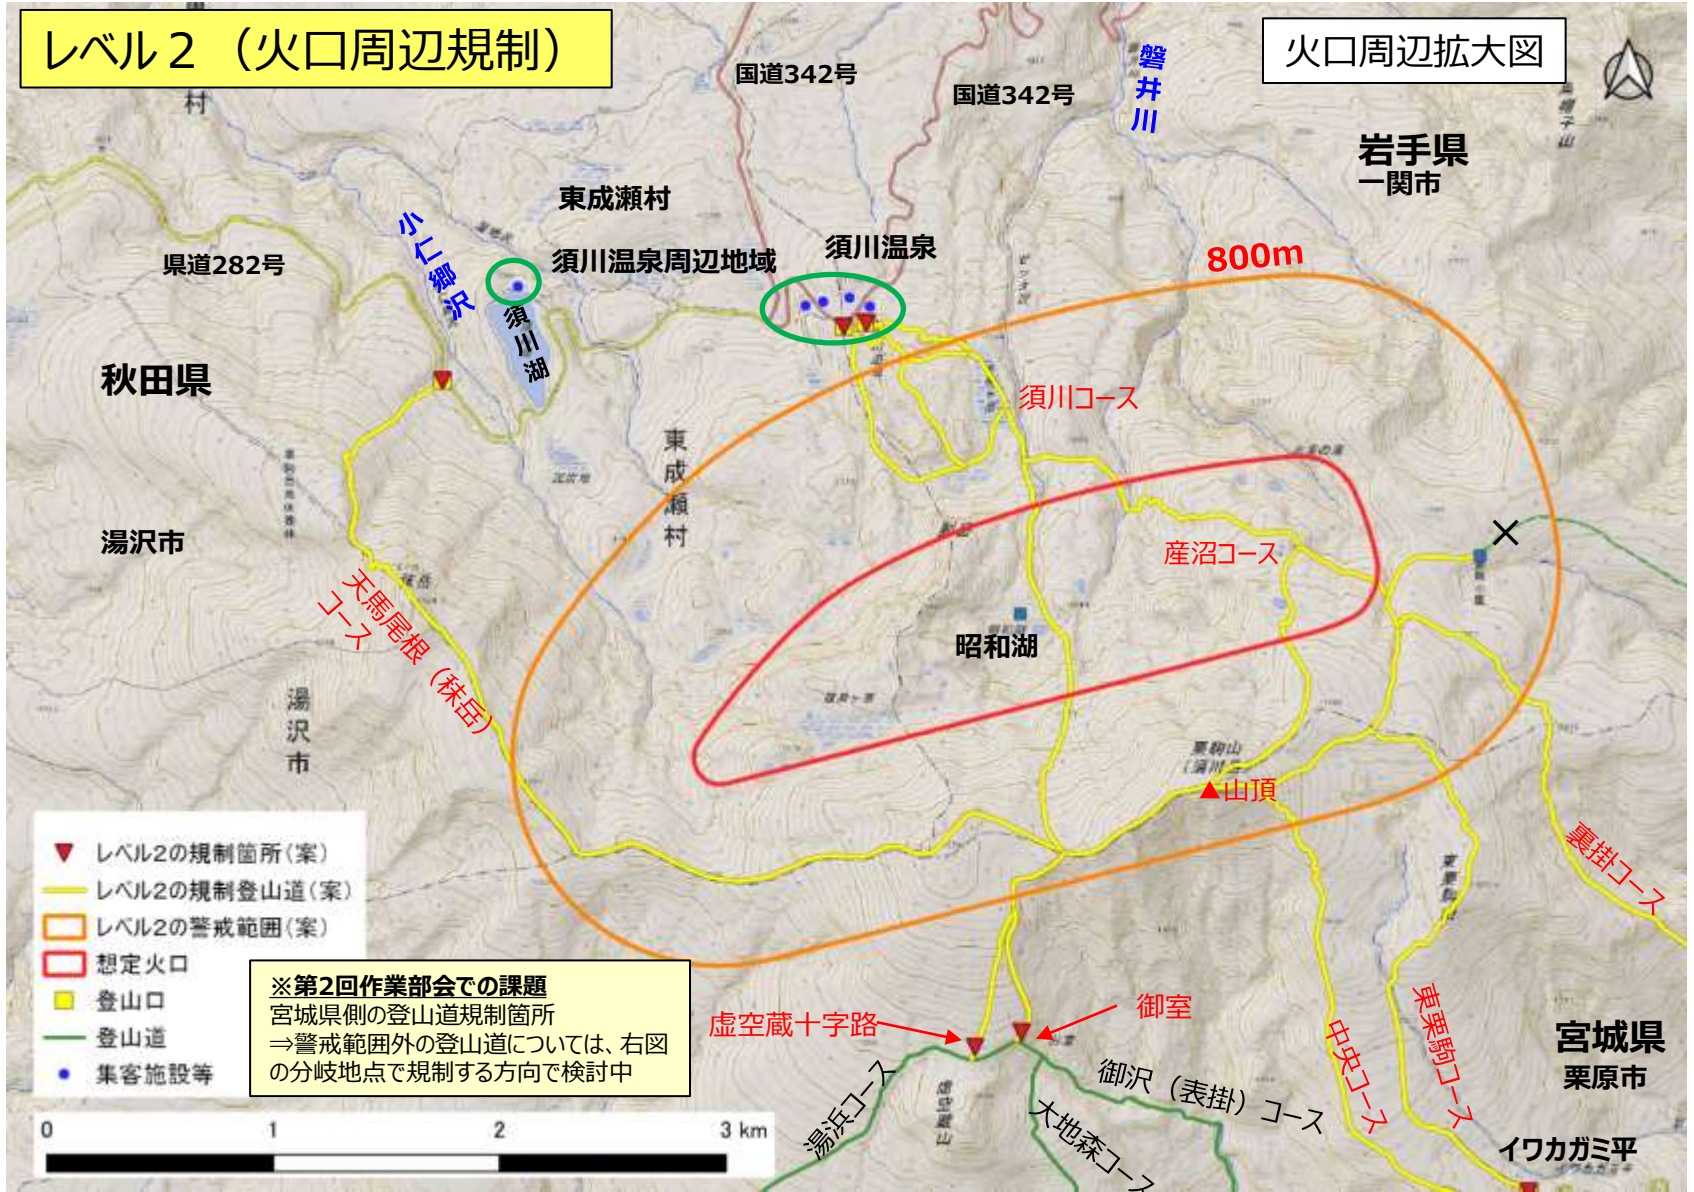 レベル２（火口周辺規制）
火口周辺拡大図
国道342号
国道342号
磐井川
岩手県
一関市
村
東成瀬村
小仁郷沢
県道282号
須川温泉周辺地域
須川温泉
800m
須川湖
秋田県
須川コース
東成瀬村
湯沢市
産沼コース
天馬尾根（秣岳）
コース
秣岳
昭和湖
湯沢市
栗駒山
（須川岳）
▲山頂
裏掛コース
レベル2の規制箇所(案)
レベル2の規制登山道(案)
レベル2の警戒範囲(案)
想定火口
登山口
登山道
集客施設等
※第2回作業部会での課題
宮城県側の登山道規制箇所
⇒警戒範囲外の登山道については、右図
の分岐地点で規制する方向で検討中
虚空蔵十字路
御室
中央コース
東栗駒コース
宮城県
栗原市
湯浜コース
大地森コース
御沢（表掛）コース
イワカガミ平
0 1 2 3 km